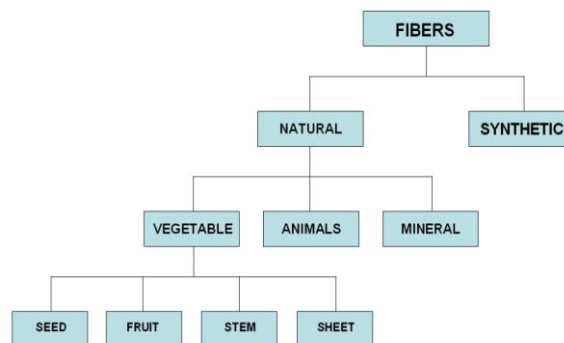 FIBERS
NATURAL
SYNTHETIC
VEGETABLE
ANIMALS
MINERAL
SEED
FRUIT
STEM
SHEET